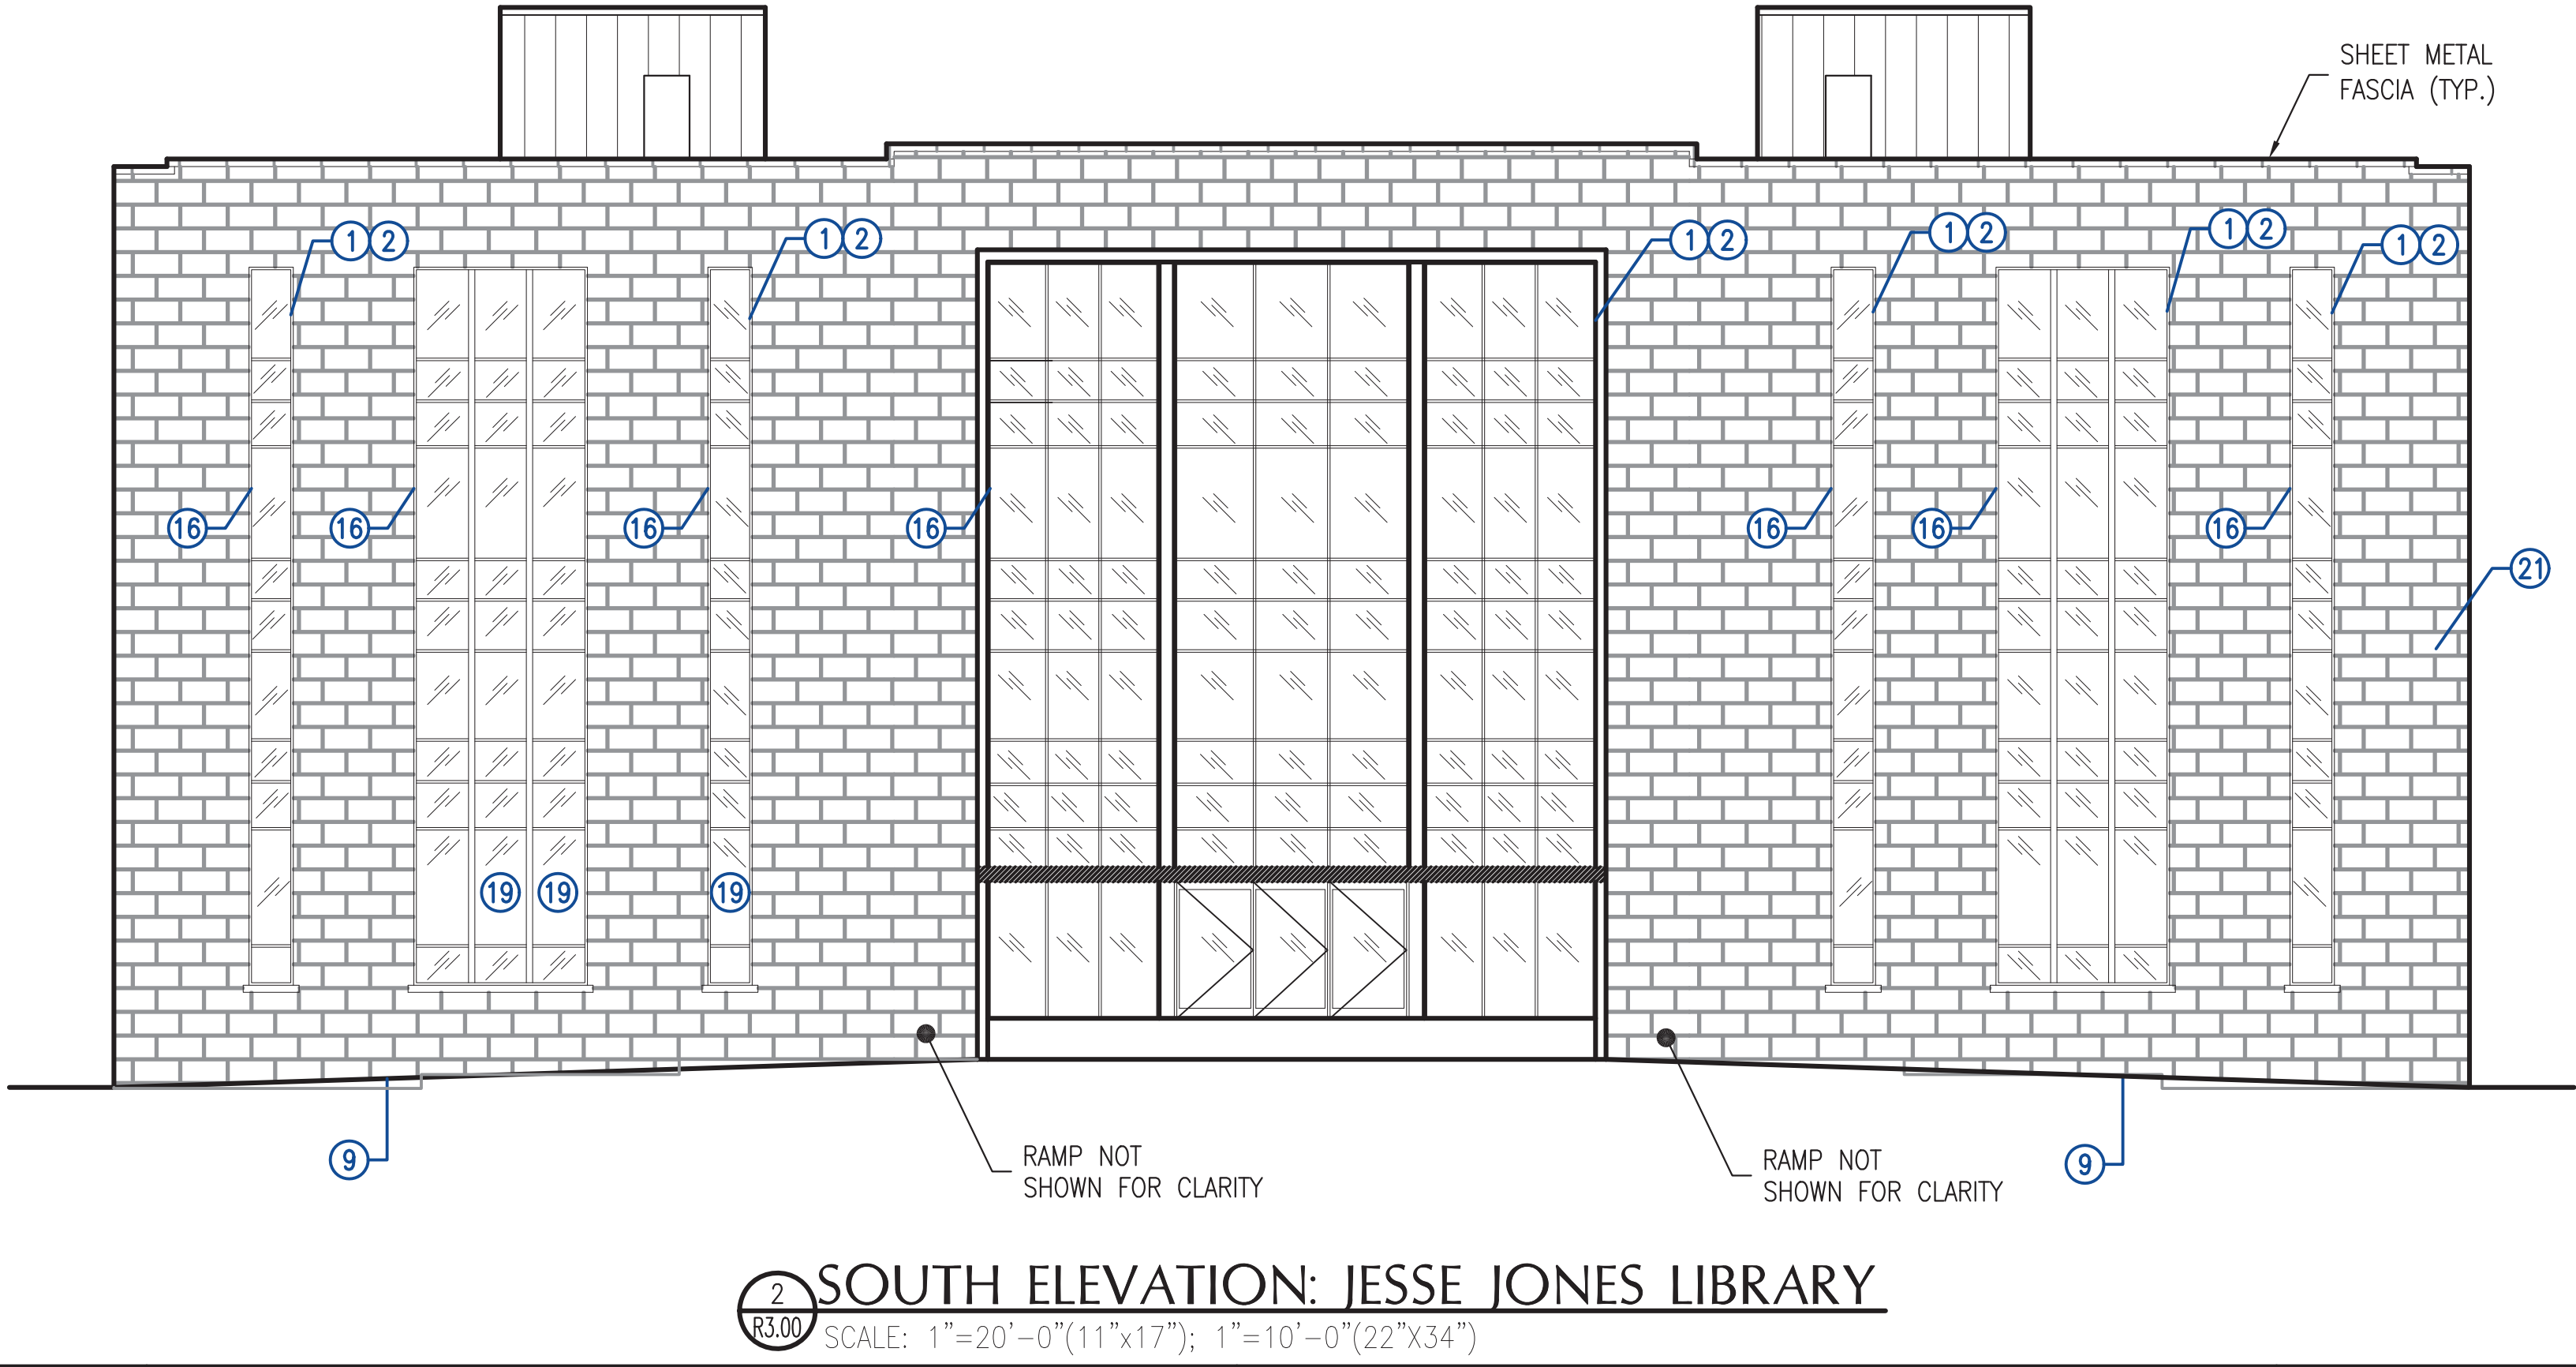 SHEET METAL
FASCIA (TYP.)
1 2
1 2
1 2
1 2
1 2
1 2
16
16
16
16
16
16
16
21
19
19
19
RAMP NOT
SHOWN FOR CLARITY
RAMP NOT
SHOWN FOR CLARITY
9
9
2
R3.00
SOUTH ELEVATION: JESSE JONES LIBRARY
SCALE: 1"=20'-0"(11"x17"); 1"=10'-0"(22"X34")